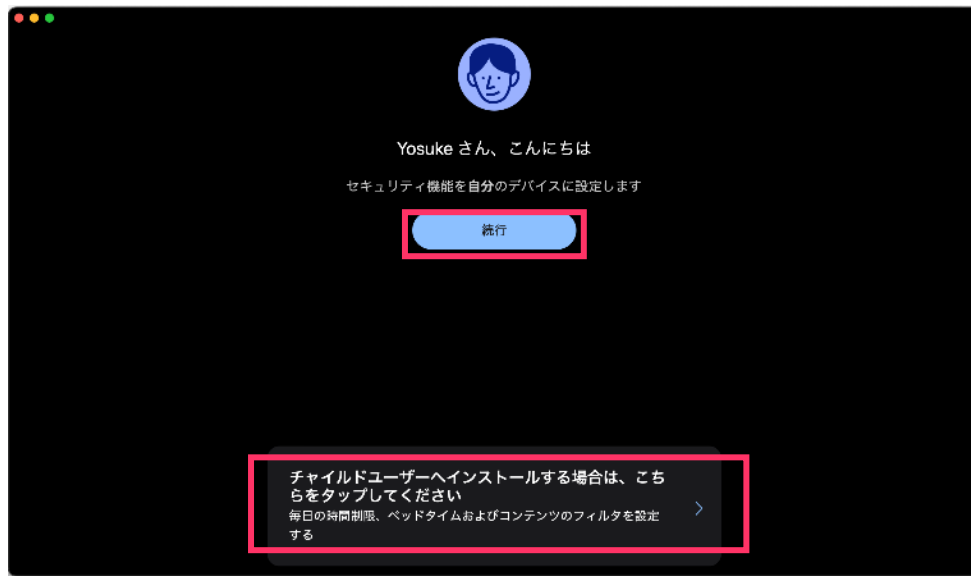 Yosuke さん、こんにちは
セキュリティ機能を自分のデバイスに設定します
続行
チャイルドユーザーへインストールする場合は、こち
らをタップしてください
毎日の時間制限、ベッドタイムおよびコンテンツのフィルタを設定
する